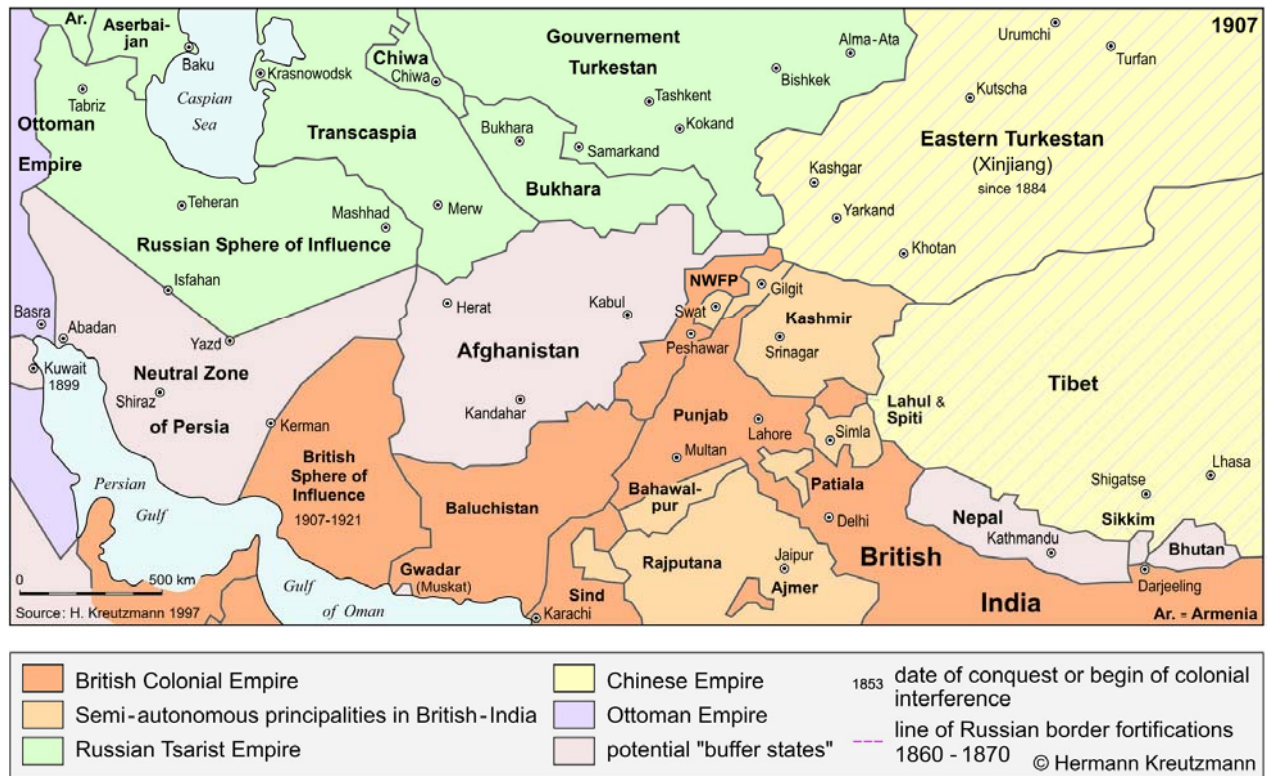 1907
Ar.
Aserbai-
jan
Baku
Tabriz
Caspian
Sea
Krasnowodsk
Chiwa
Chiwa
Gouvernement
Turkestan
Alma-Ata
Bishkek
Tashkent
Kokand
Urumchi
Turfan
Kutscha
Ottoman
Empire
Transcaspia
Bukhara
Samarkand
Bukhara
Eastern Turkestan
(Xinjiang)
since 1884
Kashgar
Yarkand
Khotan
Teheran
Mashhad
Merw
Russian Sphere of Influence
Isfahan
Basra
Abadan
Yazd
Kuwait
1899
Neutral Zone
of Persia
Shiraz
Kerman
Herat
Kabul
Afghanistan
Kandahar
NWFP
Gilgit
Swat
Peshawar
Kashmir
Srinagar
Tibet
Lahul &
Spiti
Punjab
Lahore
Simla
Multan
British
Sphere of
Influence
1907-1921
Persian
Gulf
Baluchistan
Bahawal-
pur
Patiala
Delhi
Lhasa
Shigatse
Sikkim
Nepal
Kathmandu
Bhutan
Darjeeling
Gwadar
(Muskat)
Gulf
of Oman
Sind
Karachi
Rajputana
Jaipur
Ajmer
British
India
0
500 km
Source: H. Kreutzmann 1997
Ar. = Armenia
British Colonial Empire
Semi-autonomous principalities in British-India
Russian Tsarist Empire
Chinese Empire
Ottoman Empire
potential "buffer states"
1853 date of conquest or begin of colonial
interference
line of Russian border fortifications
1860 - 1870
© Hermann Kreutzmann